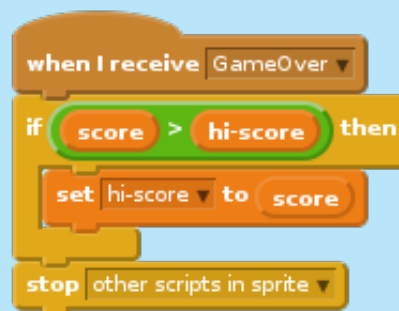 when I receive GameOver
if score > hi-score then
set hi-score to score
stop other scripts in sprite